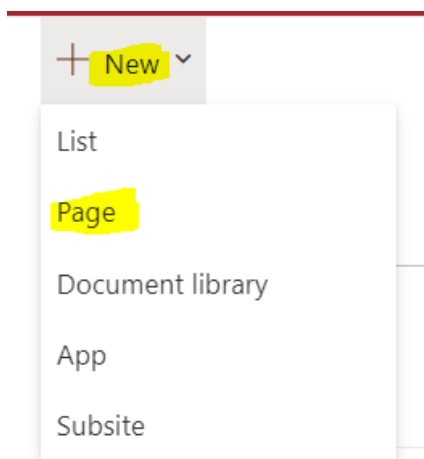 + New
List
Page
Document library
App
Subsite